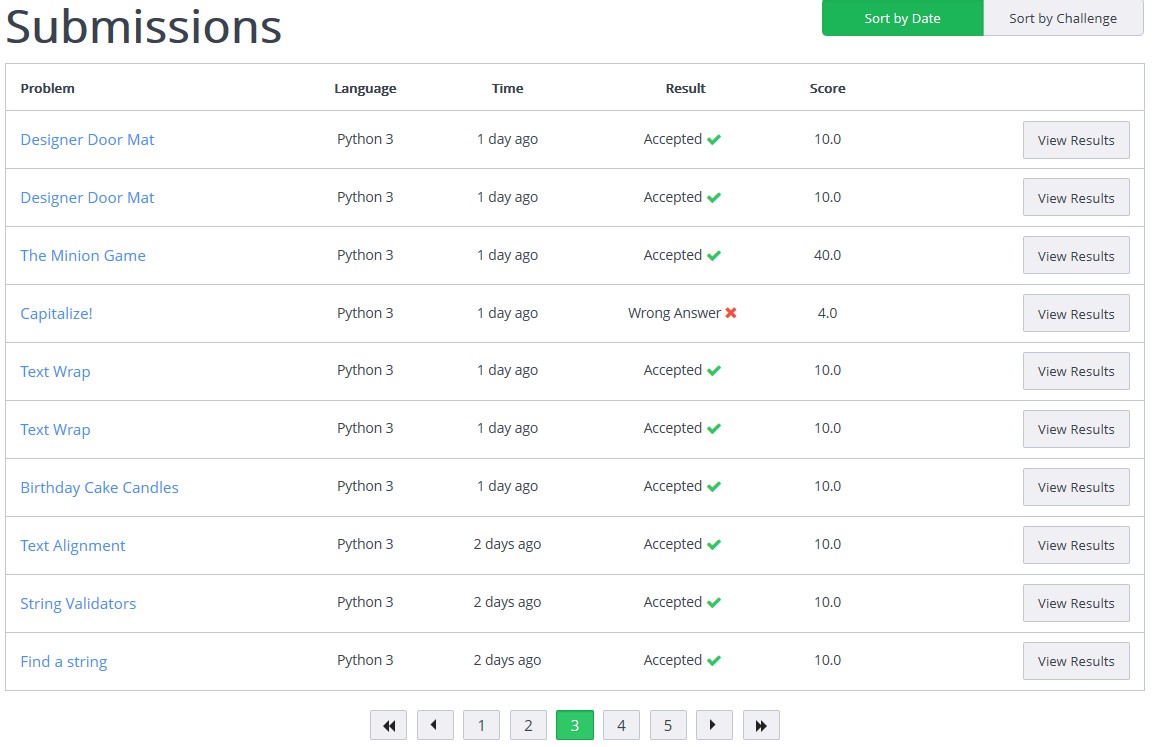 Submissions
Sort by Date Sort by Challenge
Problem Language Time Result Score
Designer Door Mat Python 3 1 day ago Accepted 10.0 View Results
Designer Door Mat Python 3 1 day ago Accepted 10.0 View Results
The Minion Game Python 3 1 day ago Accepted 40.0 View Results
Capitalize! Python 3 1 day ago Wrong Answer 4.0 View Results
Text Wrap Python 3 1 day ago Accepted 10.0 View Results
Text Wrap Python 3 1 day ago Accepted 10.0 View Results
Birthday Cake Candles Python 3 1 day ago Accepted 10.0 View Results
Text Alignment Python 3 2 days ago Accepted 10.0 View Results
String Validators Python 3 2 days ago Accepted 10.0 View Results
Find a string Python 3 2 days ago Accepted 10.0 View Results
1 2 3 4 5